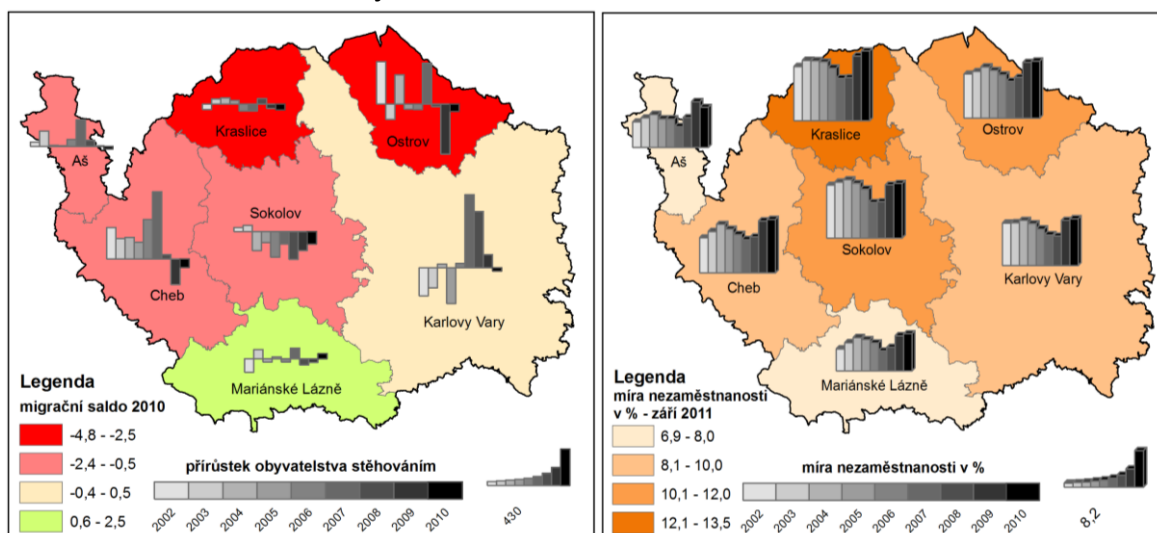 Kraslice
Ostrov
Aš
Sokolov
Cheb
Karlovy Vary
Mariánské Lázně
Legenda
migrační saldo 2010
-4,8 - -2,5
-2,4 - -0,5
-0,4 - 0,5
0,6 - 2,5
přírůstek obyvatelstva stěhováním
2002 2003 2004 2005 2006 2007 2008 2009 2010
430
Kraslice
Ostrov
Aš
Sokolov
Cheb
Karlovy Vary
Mariánské Lázně
Legenda
míra nezaměstnanosti
v % - září 2011
6,9 - 8,0
8,1 - 10,0
10,1 - 12,0
12,1 - 13,5
míra nezaměstnanosti v %
2002 2003 2004 2005 2006 2007 2008 2009 2010
8,2